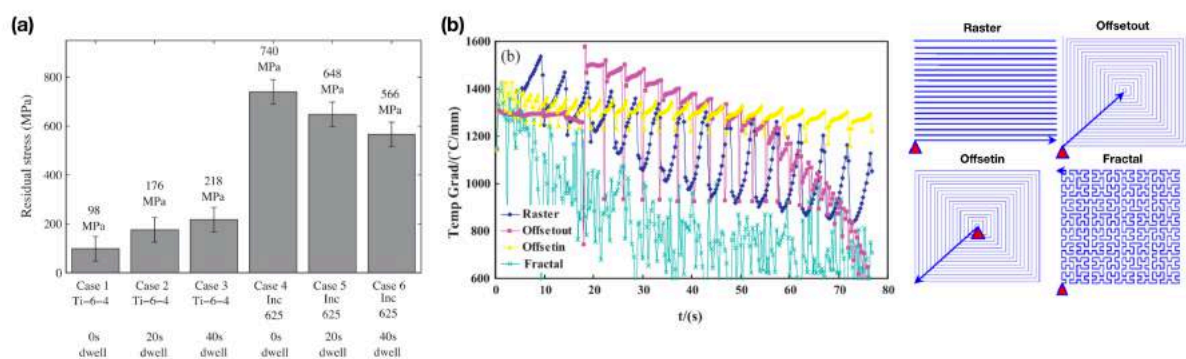 (a)
Residual stress (MPa)
800
600
400
200
0
98
MPa
176
MPa
218
MPa
740
MPa
648
MPa
566
MPa
Case 1
Ti-6-4
0s
dwell
Case 2
Ti-6-4
20s
dwell
Case 3
Ti-6-4
40s
dwell
Case 4
Inc
625
0s
dwell
Case 5
Inc
625
20s
dwell
Case 6
Inc
625
40s
dwell
(b)
(b)
Temp Grad/(°C/mm)
1600
1400
1200
1000
800
600
Raster
Offsetout
Offsetin
Fractal
0 10 20 30 40 50 60 70 80
t/(s)
Raster
Offsetout
Offsetin
Fractal